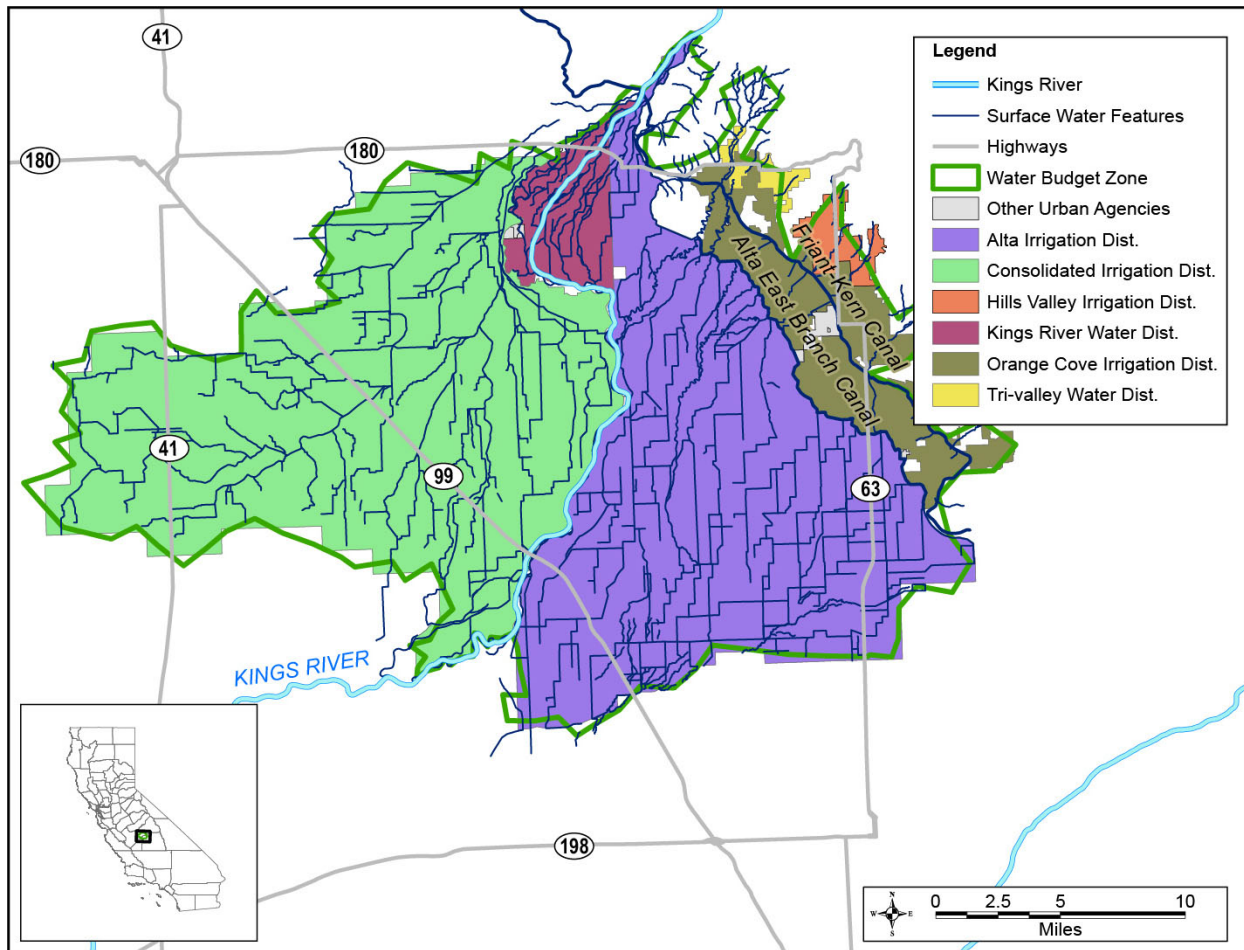 41
180
180
41
99
63
198
KINGS RIVER
Alta East Branch Canal
Friant-Kern Canal
Legend
Kings River
Surface Water Features
Highways
Water Budget Zone
Other Urban Agencies
Alta Irrigation Dist.
Consolidated Irrigation Dist.
Hills Valley Irrigation Dist.
Kings River Water Dist.
Orange Cove Irrigation Dist.
Tri-valley Water Dist.
N
W E
S
0 2.5 5 10
Miles